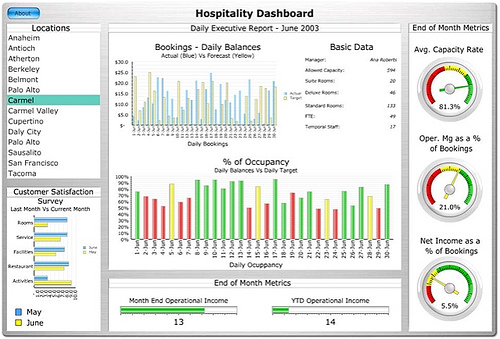 About
Hospitality Dashboard
Locations
Anaheim
Antioch
Atherton
Berkeley
Belmont
Palo Alto
Carmel
Carmel Valley
Cupertino
Daly City
Palo Alto
Sausalito
San Francisco
Tacoma
Customer Satisfaction
Survey
Last Month Vs Current Month
Rooms
Service
Facilities
Restaurant
Activities
June
May
May
June
Daily Executive Report - June 2003
Bookings - Daily Balances
Actual (Blue) Vs Forecast (Yellow)
$30.0
$25.0
$20.0
$15.0
$10.0
$5.0
$-
Actual
Target
Daily Bookings
Basic Data
Manager: Ana Roberts
Allowed Capacity: 594
Suite Rooms: 20
Deluxe Rooms: 46
Standard Rooms: 133
FTE: 49
Temporal Staff: 17
% of Occupancy
Daily Balances Vs Daily Target
100%
90%
80%
70%
60%
50%
40%
30%
20%
10%
0%
1-Jun
2-Jun
3-Jun
4-Jun
5-Jun
6-Jun
7-Jun
8-Jun
9-Jun
10-Jun
11-Jun
12-Jun
13-Jun
14-Jun
15-Jun
16-Jun
17-Jun
18-Jun
19-Jun
20-Jun
21-Jun
22-Jun
23-Jun
24-Jun
25-Jun
26-Jun
27-Jun
28-Jun
29-Jun
30-Jun
Daily Ocuppancy
End of Month Metrics
Month End Operational Income
13
YTD Operational Income
14
End of Month Metrics
Avg. Capacity Rate
81.3%
Oper. Mg as a %
of Bookings
21.0%
Net Income as a
% of Bookings
5.5%